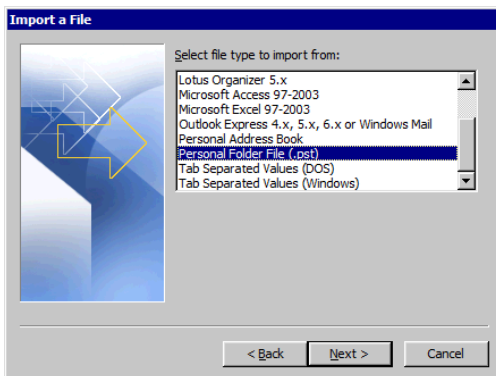 Import a File
Select file type to import from:
Lotus Organizer 5.x
Microsoft Access 97-2003
Microsoft Excel 97-2003
Outlook Express 4.x, 5.x, 6.x or Windows Mail
Personal Address Book
Personal Folder File (.pst)
Tab Separated Values (DOS)
Tab Separated Values (Windows)
< Back Next > Cancel